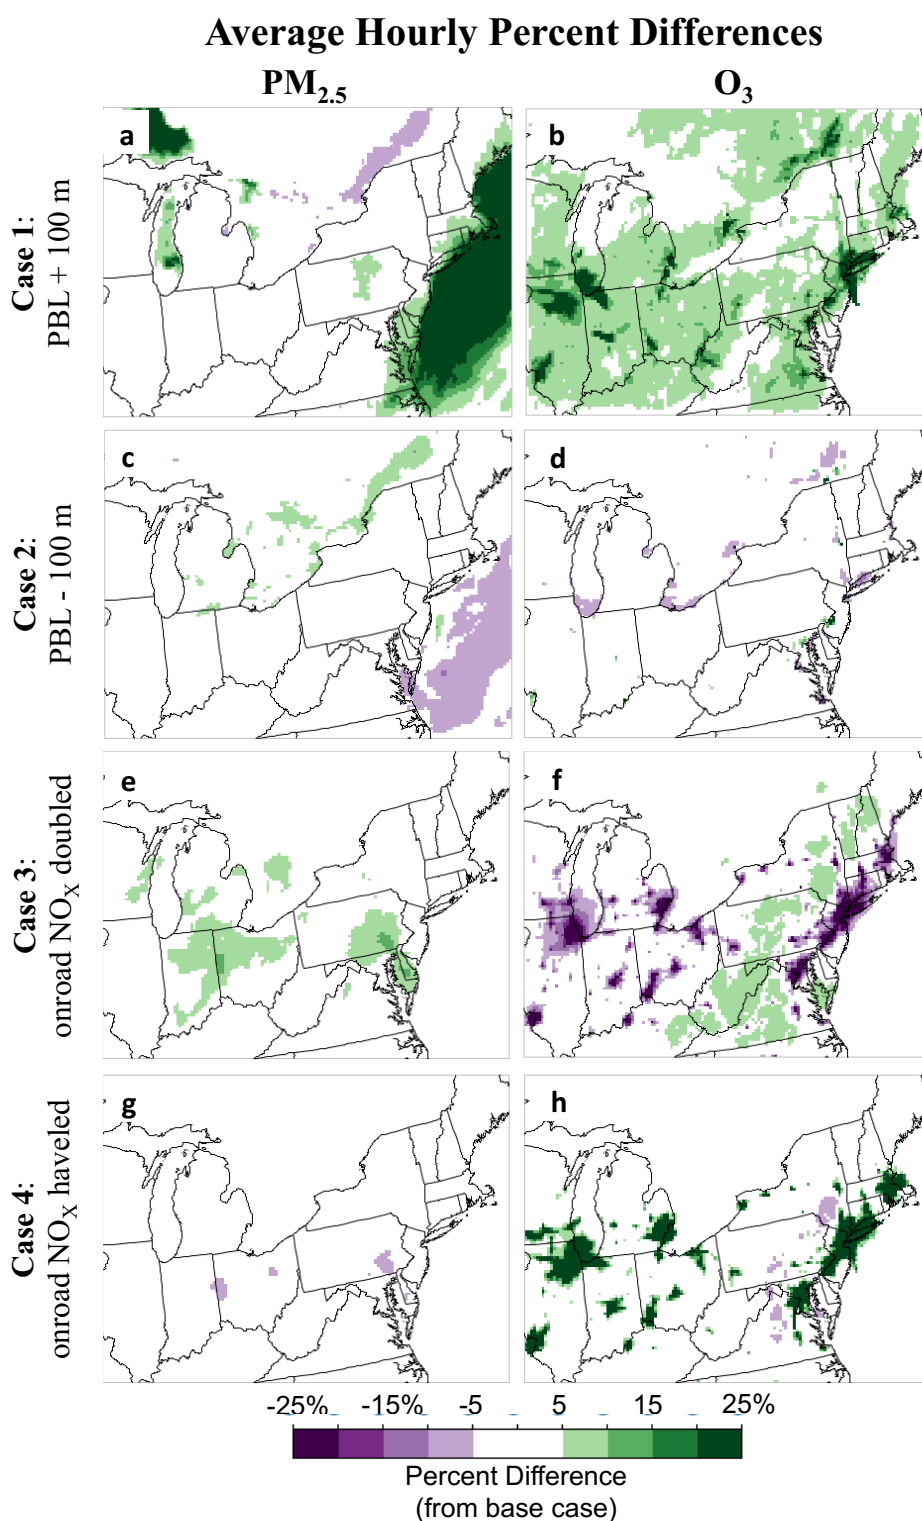 Average Hourly Percent Differences
PM2.5
O3
Case 1:
PBL + 100 m
a
b
Case 2:
PBL - 100 m
c
d
Case 3:
onroad NOX doubled
e
f
Case 4:
onroad NOX haveled
g
h
-25% -15% -5 5 15 25%
Percent Difference
(from base case)